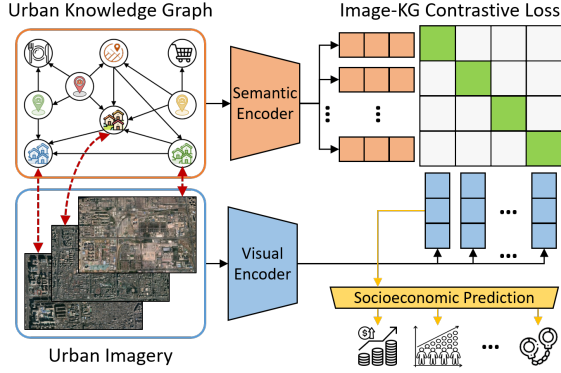 Urban Knowledge Graph
Image-KG Contrastive Loss
Semantic
Encoder
Visual
Encoder
Socioeconomic Prediction
Urban Imagery